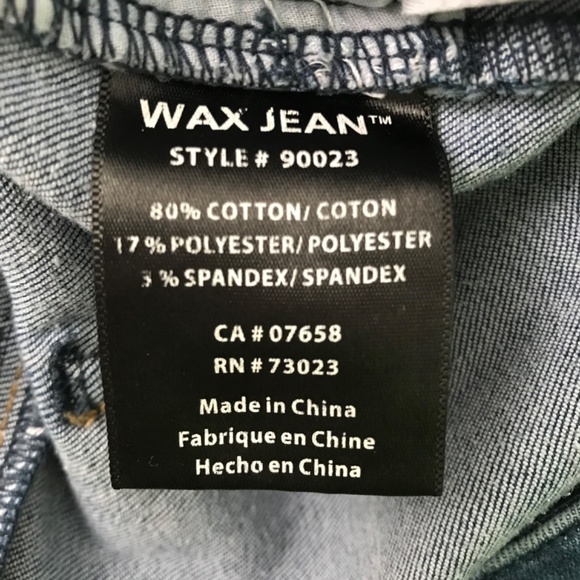 WAX JEAN™
STYLE# 90023
80% COTTON/ COTON
17% POLYESTER/ POLYESTER
3% SPANDEX/ SPANDEX
CA # 07658
RN # 73023
Made in China
Fabrique en Chine
Hecho en China